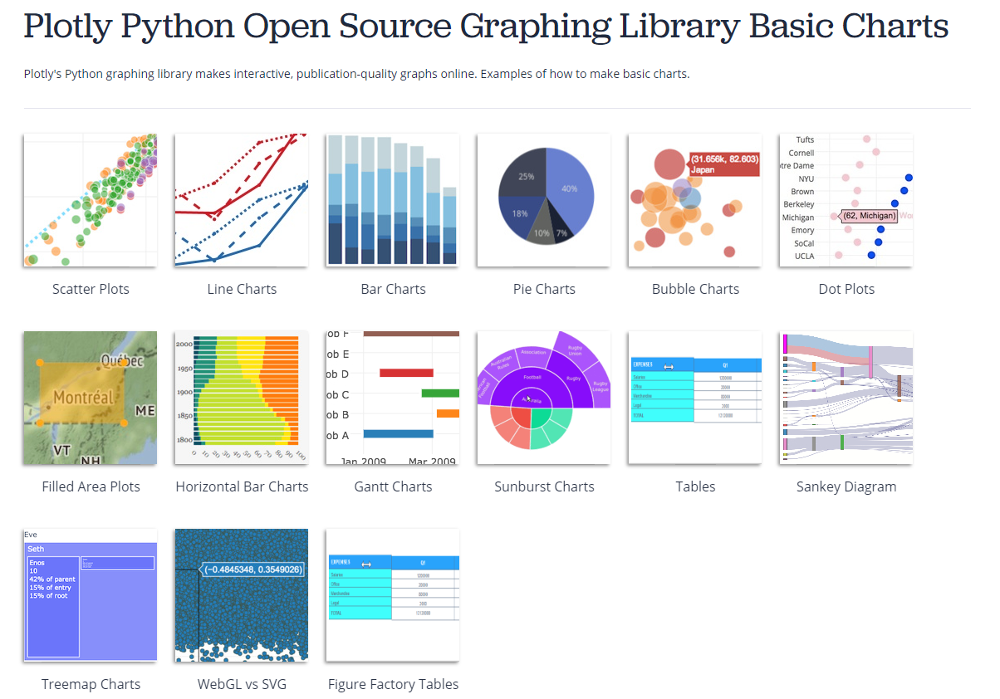 Plotly Python Open Source Graphing Library Basic Charts
Plotly's Python graphing library makes interactive, publication-quality graphs online. Examples of how to make basic charts.
Scatter Plots
Line Charts
Bar Charts
25%
40%
18%
10%
7%
Pie Charts
(31.656k, 82.603)
Japan
Bubble Charts
Tufts
Cornell
tre Dame
NYU
Brown
Berkeley
Michigan
(62, Michigan)
Wo
Emory
SoCal
UCLA
Dot Plots
Québec
Montréal
ME
VT
NH
Filled Area Plots
2000
1950
1900
1850
1800
0 10 20 30 40 50 60 70 80 90 100
Horizontal Bar Charts
ob F
ob E
ob D
ob C
ob B
ob A
Jan 2009 Mar 2009
Gantt Charts
Rugby
Union
Association
Australian
Rules
Football
Rugby
Rugby
League
Football
Sunburst Charts
EXPENSES Q1
Salaries 1200000
Office 20000
Merchandise 80000
Legal 2000
TOTAL 12120000
Tables
Sankey Diagram
Eve
Seth
Enos
10
42% of parent
15% of entry
15% of root
Treemap Charts
(−0.4845348, 0.3549026)
WebGL vs SVG
EXPENSES Q1
Salaries 1200000
Office 20000
Merchandise 80000
Legal 2000
TOTAL 12120000
Figure Factory Tables